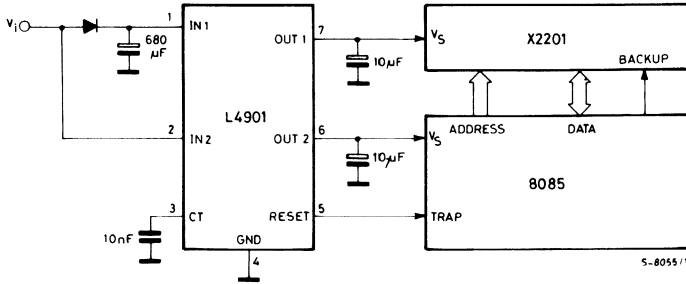 Vi
1
IN 1
680
μF
L4901
2
IN 2
3
CT
10nF
GND
4
OUT 1
7
10μF
OUT 2
6
10μF
RESET
5
VS
X2201
BACKUP
ADDRESS
DATA
VS
8085
TRAP